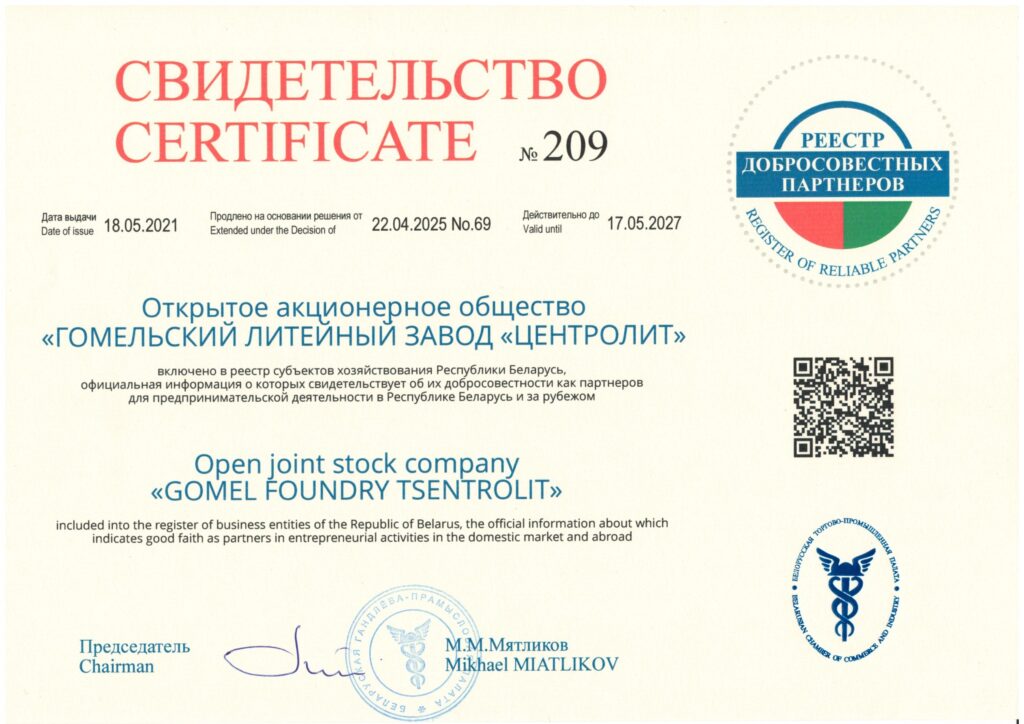 СВИДЕТЕЛЬСТВО
CERTIFICATE № 209
РЕЕСТР
ДОБРОСОВЕСТНЫХ
ПАРТНЕРОВ
REGISTER OF RELIABLE PARTNERS
Дата выдачи
Date of issue
18.05.2021
Продлено на основании решения от
Extended under the Decision of
22.04.2025 No.69
Действительно до
Valid until
17.05.2027
Открытое акционерное общество
«ГОМЕЛЬСКИЙ ЛИТЕЙНЫЙ ЗАВОД «ЦЕНТРОЛИТ»
включено в реестр субъектов хозяйствования Республики Беларусь,
официальная информация о которых свидетельствует об их добросовестности как партнеров
для предпринимательской деятельности в Республике Беларусь и за рубежом
Open joint stock company
«GOMEL FOUNDRY TSENTROLIT»
included into the register of business entities of the Republic of Belarus, the official information about which
indicates good faith as partners in entrepreneurial activities in the domestic market and abroad
БЕЛОРУССКАЯ ТОРГОВО-ПРОМЫШЛЕННАЯ ПАЛАТА
BELARUSIAN CHAMBER OF COMMERCE AND INDUSTRY
Председатель
Chairman
БЕЛАРУСКАЯ ГАНДЛЁВА-ПРАМЫСЛОВАЯ ПАЛАТА
М.М.Мятликов
Mikhael MIATLIKOV